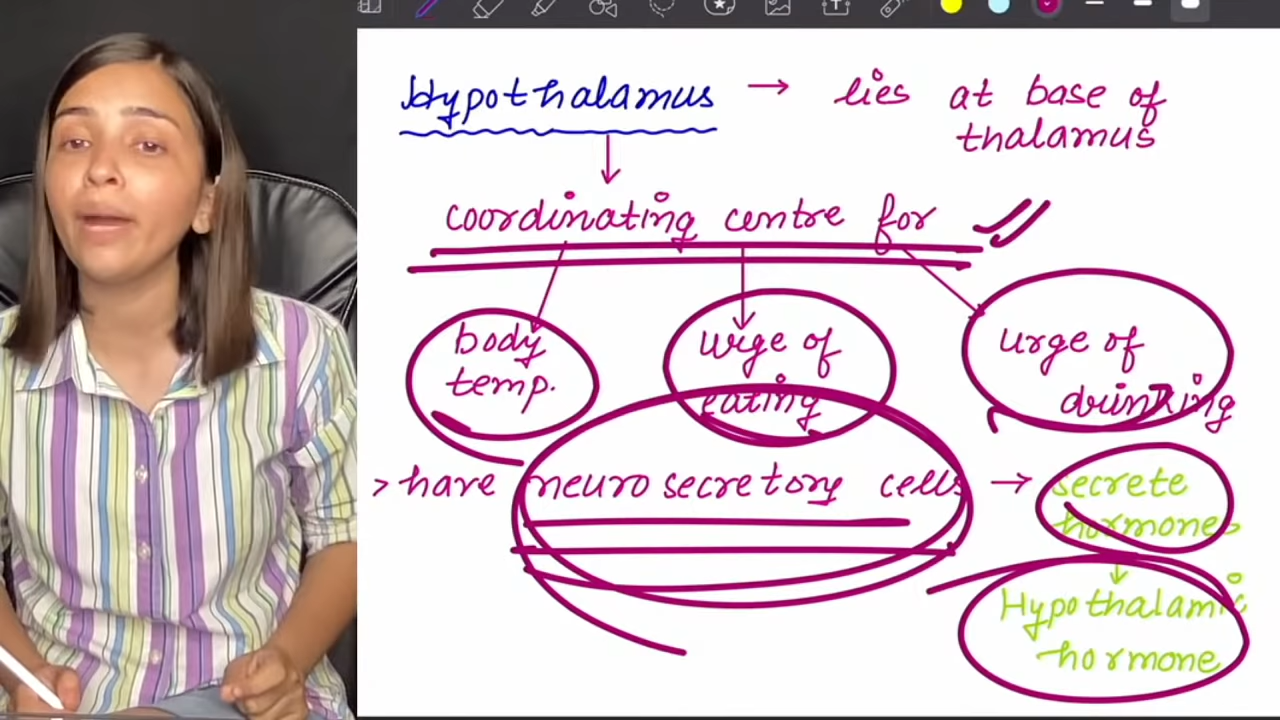 Hypothalamus → lies at base of
thalamus
coordinating centre for
body
temp.
urge of
eating
urge of
drinking
> have neurosecretory cells → secrete
hormones
Hypothalamic
hormone